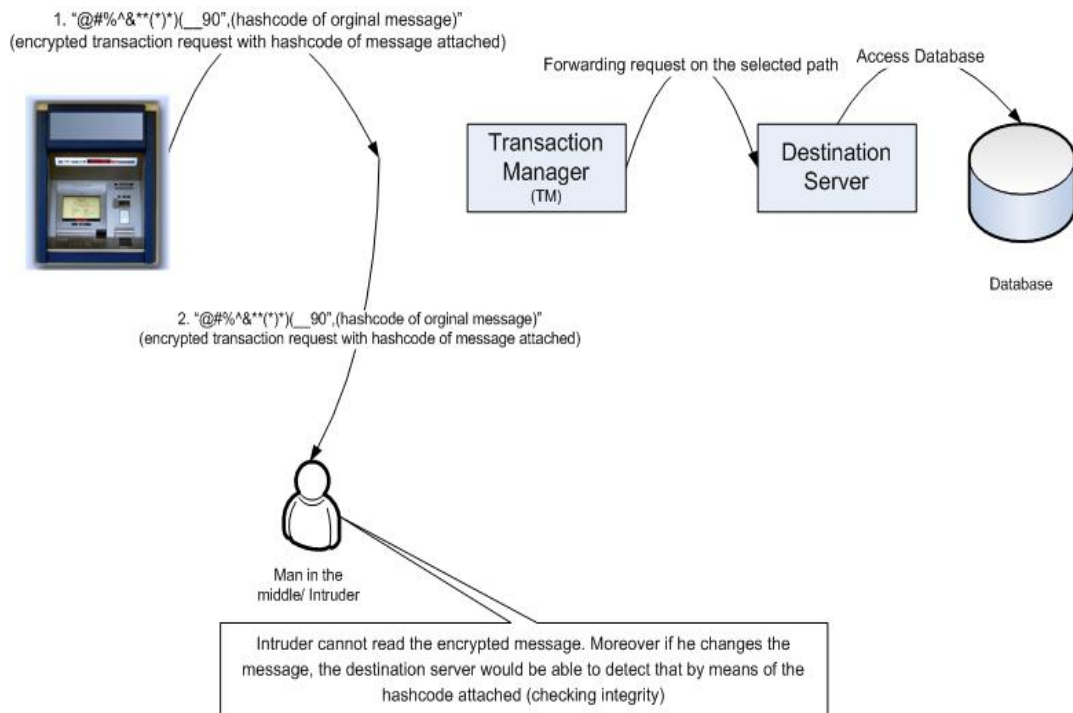 1. “@#%^&**(*)*)(__90”,(hashcode of orginal message)”
(encrypted transaction request with hashcode of message attached)
Forwarding request on the selected path
Access Database
Transaction
Manager
(TM)
Destination
Server
Database
2. “@#%^&**(*)*)(__90”,(hashcode of orginal message)”
(encrypted transaction request with hashcode of message attached)
Man in the
middle/ Intruder
Intruder cannot read the encrypted message. Moreover if he changes the
message, the destination server would be able to detect that by means of the
hashcode attached (checking integrity)